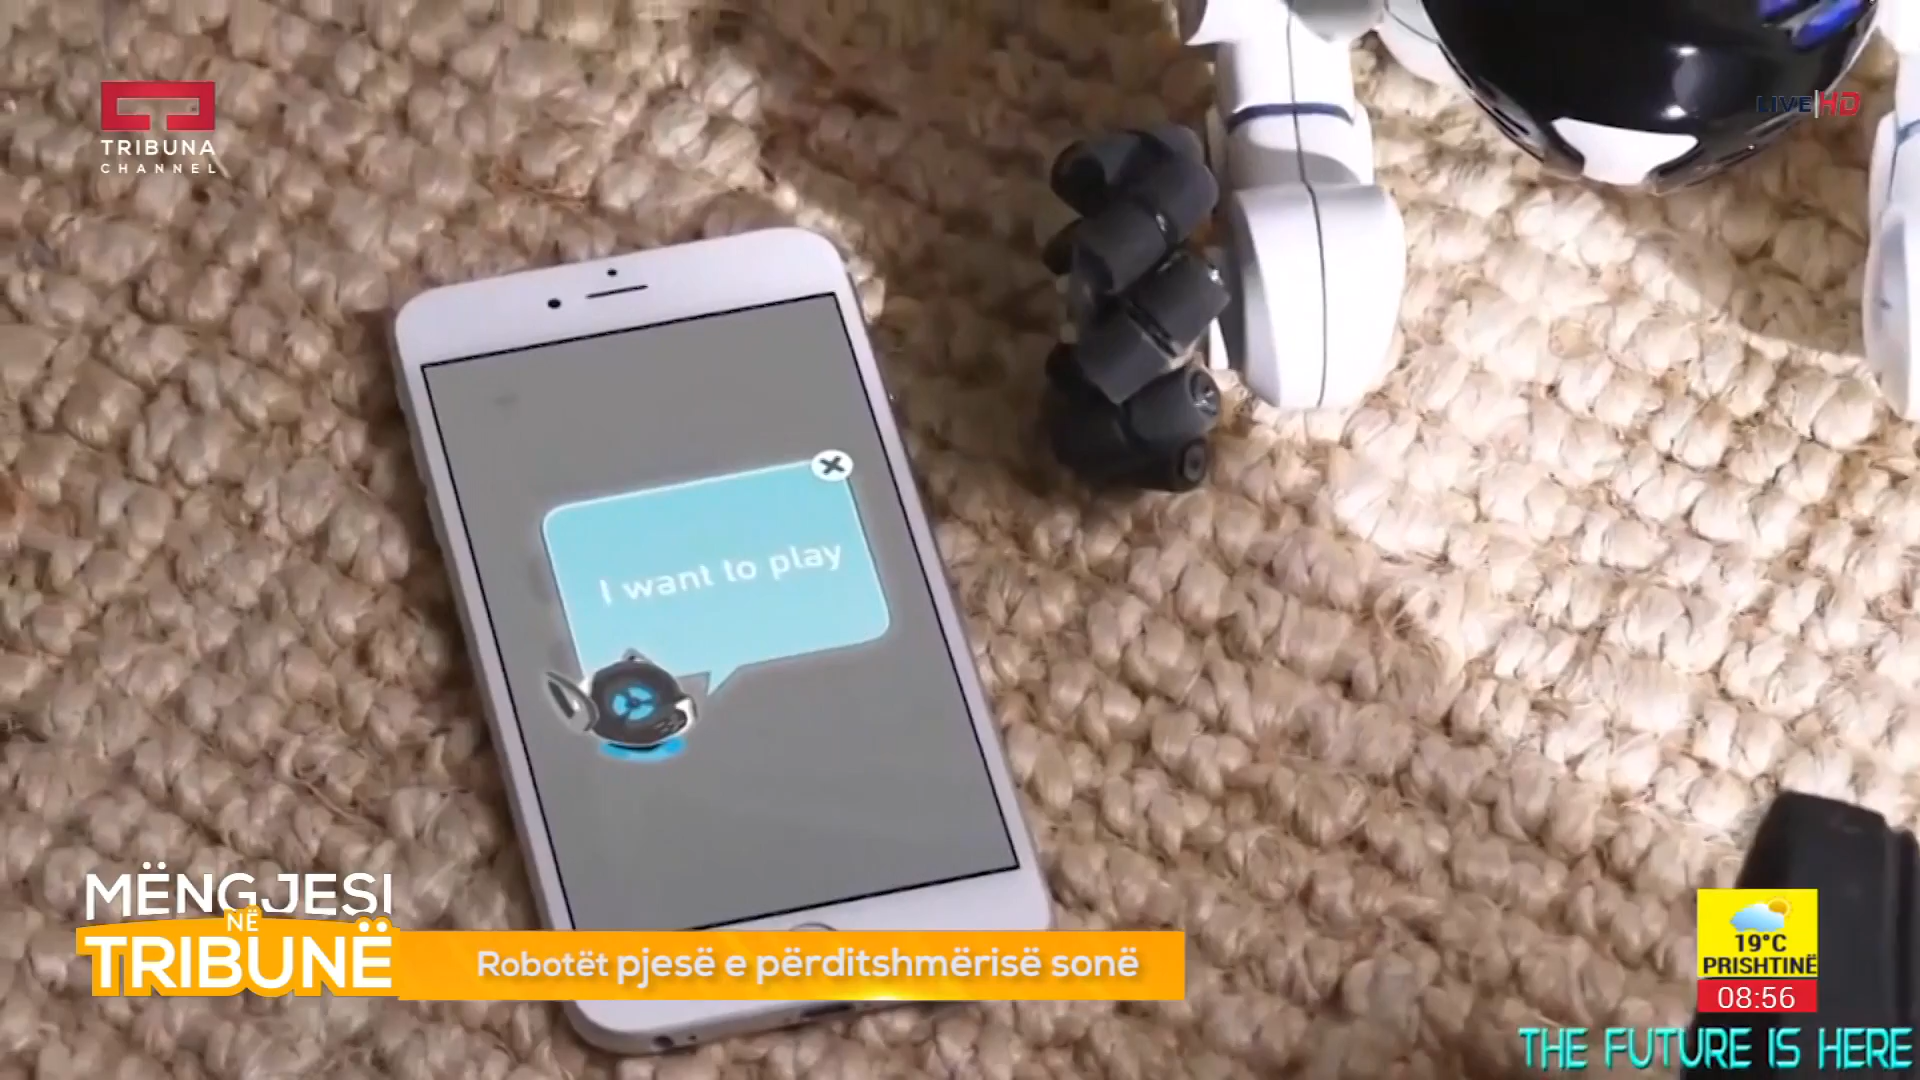 TRIBUNA
CHANNEL
LIVE|HD
I want to play
MËNGJESI
NË
TRIBUNË
Robotët pjesë e përditshmërisë sonë
19°C
PRISHTINË
08:56
THE FUTURE IS HERE